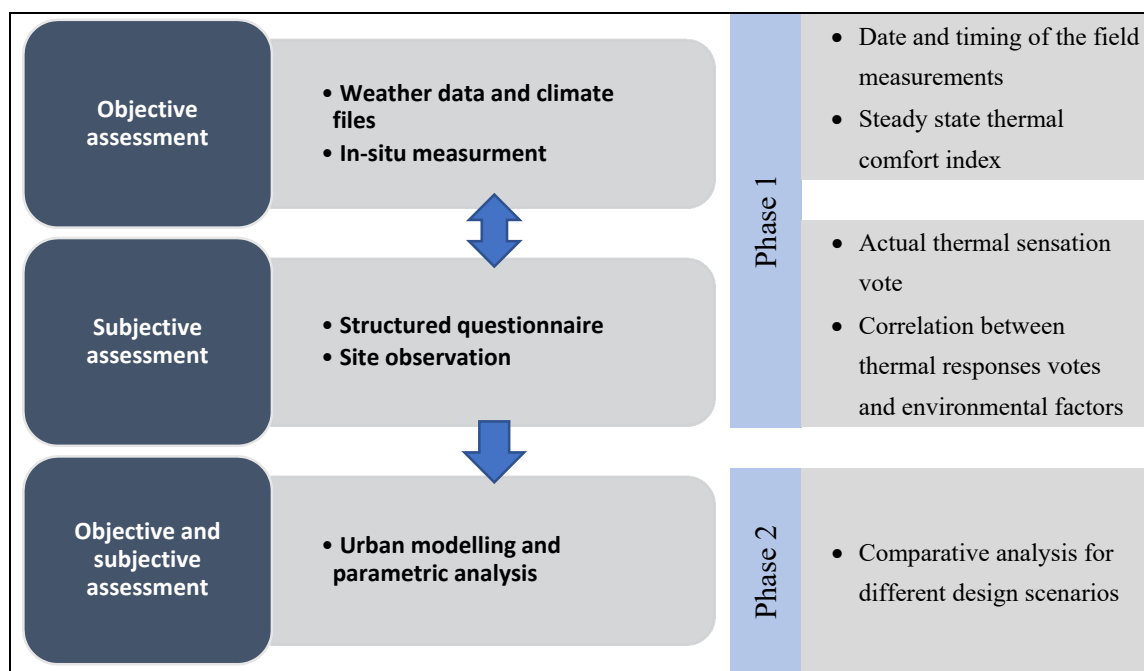 Objective
assessment
• Weather data and climate
files
• In-situ measurment
Phase 1
• Date and timing of the field
measurements
• Steady state thermal
comfort index
Subjective
assessment
• Structured questionnaire
• Site observation
• Actual thermal sensation
vote
• Correlation between
thermal responses votes
and environmental factors
Objective and
subjective
assessment
• Urban modelling and
parametric analysis
Phase 2
• Comparative analysis for
different design scenarios